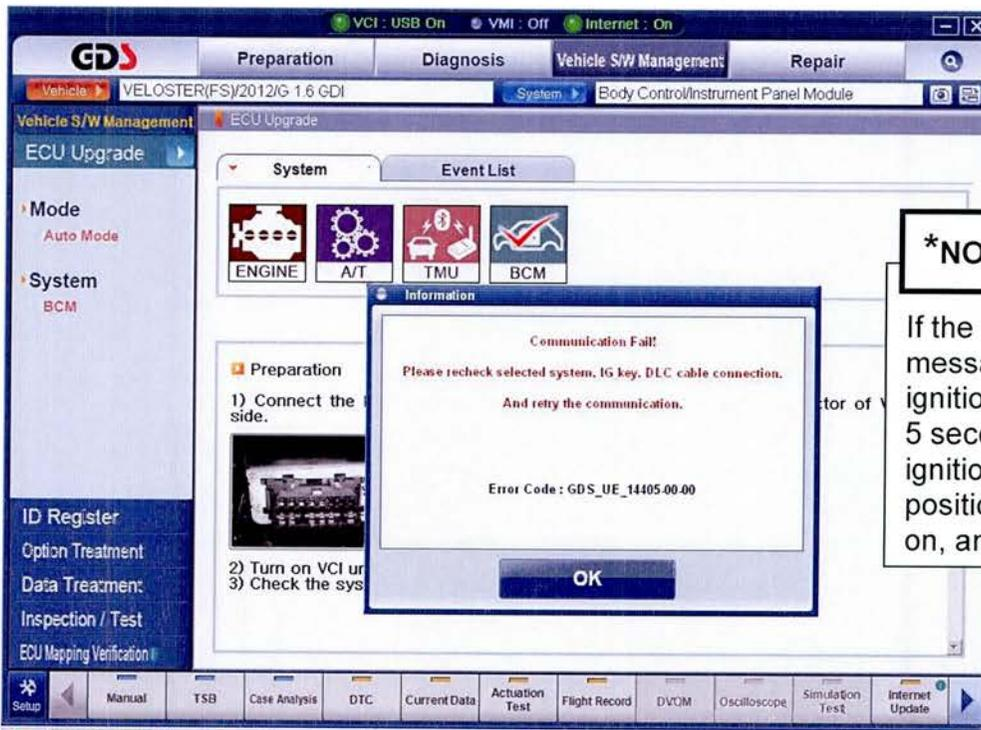 VCI : USB On VMI : Off Internet : On
GDS Preparation Diagnosis Vehicle S/W Management Repair
Vehicle VELOSTER(FS)/2012/G 1.6 GDI System Body Control/Instrument Panel Module
Vehicle S/W Management
ECU Upgrade
ECU Upgrade
Mode
Auto Mode
System
BCM
System Event List
ENGINE A/T TMU BCM
Preparation
1) Connect the
side.
2) Turn on VCI
3) Check the
Information
Communication Fail!
Please recheck selected system, IG key. DLC cable connection.
And retry the communication.
Error Code : GDS_UE_14405-00-00
OK
ID Register
Option Treatment
Data Treatment
Inspection / Test
ECU Mapping Verification
Setup Manual TSB Case Analysis DTC Current Data Actuation Test Flight Record DVOM Oscilloscope Simulation Test Internet Update
*NO
If the
messa
ignitio
5 seco
ignitio
positio
on, an